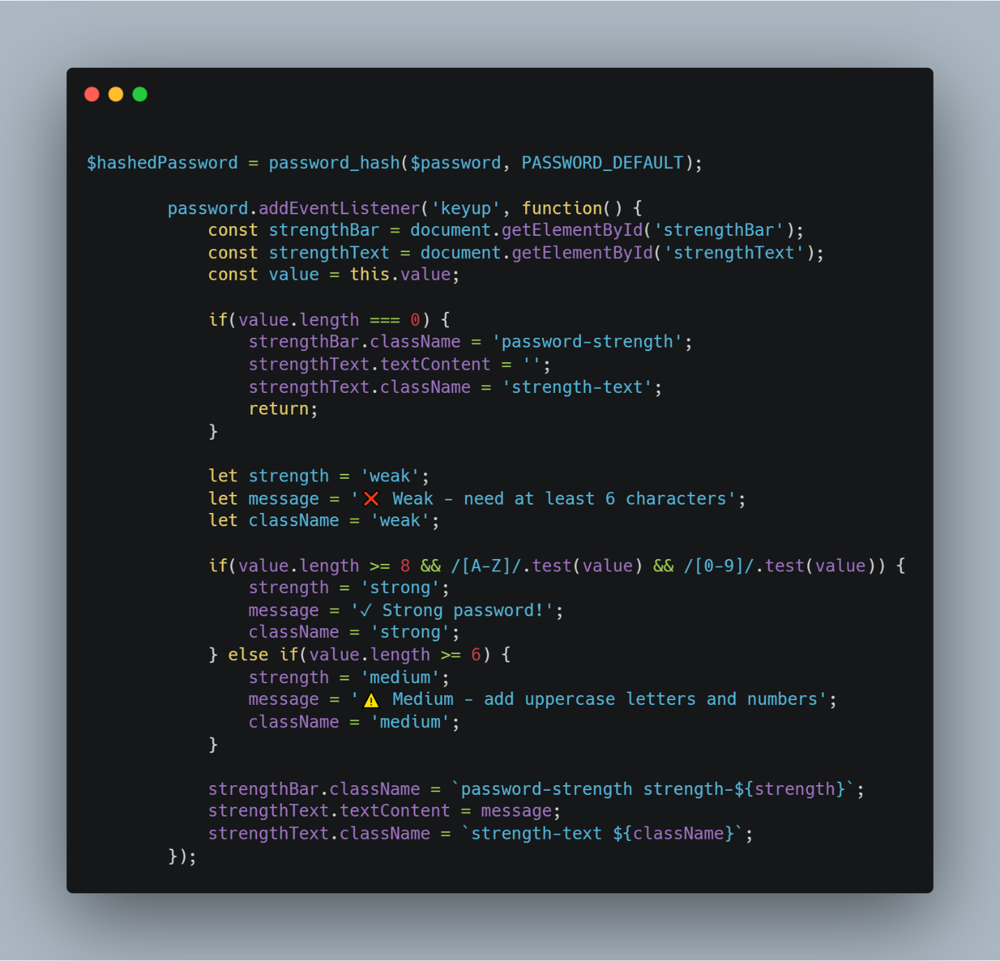 $hashedPassword = password_hash($password, PASSWORD_DEFAULT);
password.addEventListener('keyup', function() {
const strengthBar = document.getElementById('strengthBar');
const strengthText = document.getElementById('strengthText');
const value = this.value;
if(value.length === 0) {
strengthBar.className = 'password-strength';
strengthText.textContent = '';
strengthText.className = 'strength-text';
return;
}
let strength = 'weak';
let message = '❌ Weak - need at least 6 characters';
let className = 'weak';
if(value.length >= 8 && /[A-Z]/.test(value) && /[0-9]/.test(value)) {
strength = 'strong';
message = '✓ Strong password!';
className = 'strong';
} else if(value.length >= 6) {
strength = 'medium';
message = '⚠️ Medium - add uppercase letters and numbers';
className = 'medium';
}
strengthBar.className = `password-strength strength-${strength}`;
strengthText.textContent = message;
strengthText.className = `strength-text ${className}`;
});